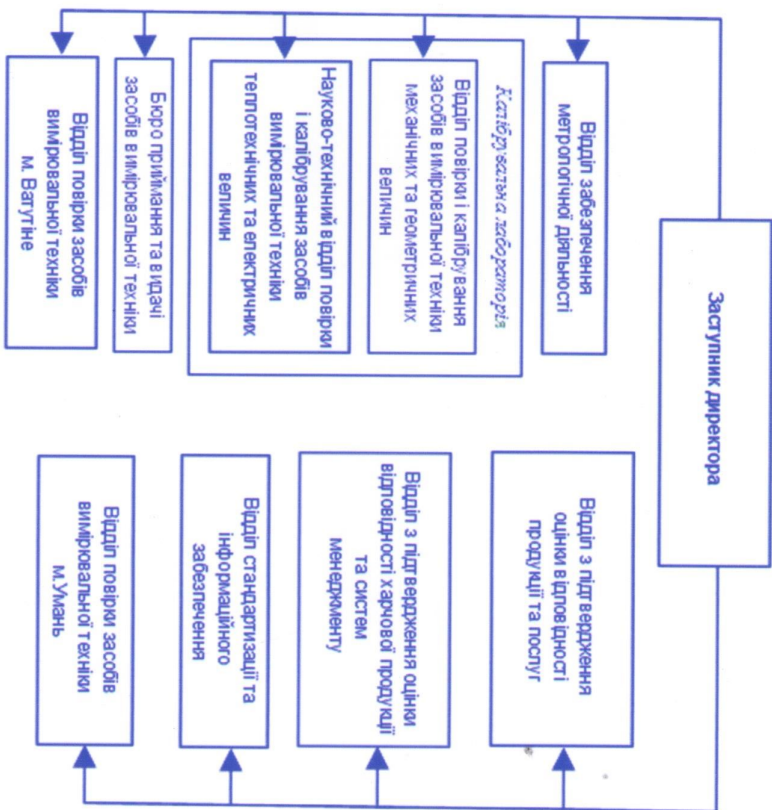 Заступник директора
Відділ забезпечення
метрологічної діяльності
Калібрувальна лабораторія
Відділ повірки і калібрування
засобів вимірювальної техніки
механічних та геометричних
величин
Науково-технічний відділ повірки
і калібрування засобів
вимірювальної техніки
теплотехнічних та електричних
величин
Бюро приймання та видачі
засобів вимірювальної техніки
Відділ повірки засобів
вимірювальної техніки
м. Ватутіне
Відділ з підтвердження
оцінки відповідності
продукції та послуг
Відділ з підтвердження оцінки
відповідності харчової продукції
та систем
менеджменту
Відділ стандартизації та
інформаційного
забезпечення
Відділ повірки засобів
вимірювальної техніки
м.Умань